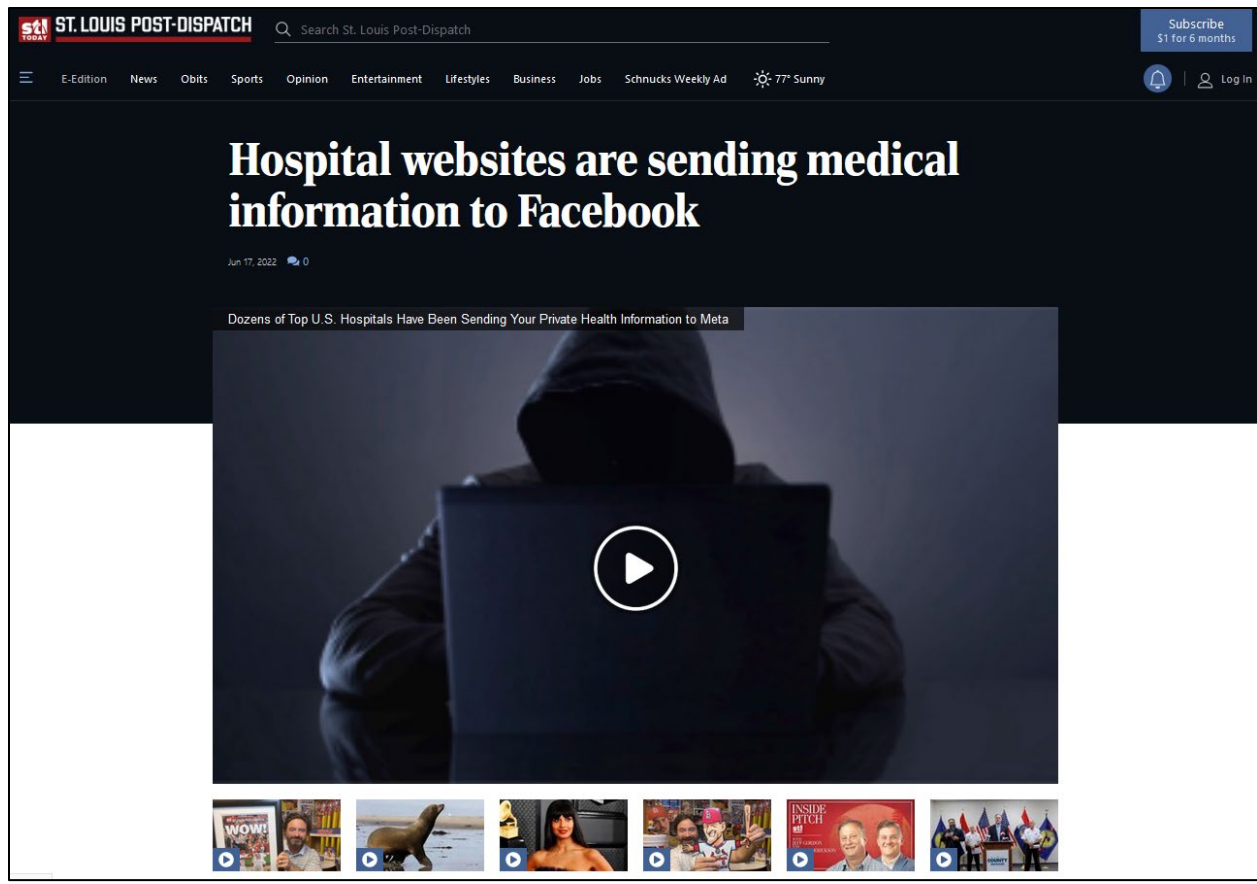 stl TODAY ST. LOUIS POST-DISPATCH
Search St. Louis Post-Dispatch
Subscribe
$1 for 6 months
E-Edition News Obits Sports Opinion Entertainment Lifestyles Business Jobs Schnucks Weekly Ad 77° Sunny
Log In
Hospital websites are sending medical
information to Facebook
Jun 17, 2022 0
Dozens of Top U.S. Hospitals Have Been Sending Your Private Health Information to Meta
WOW!
INSIDE
PITCH
stl
GORDON
COUNTY